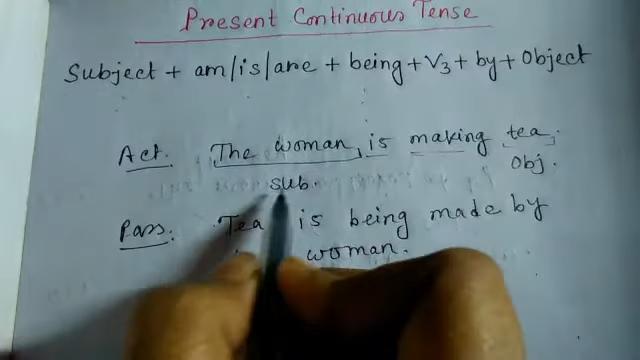 Present Continuous Tense
Subject + am/is/are + being + V3 + by + Object
Act. The woman, is making tea.
sub. Obj.
Pass. Tea is being made by
woman.